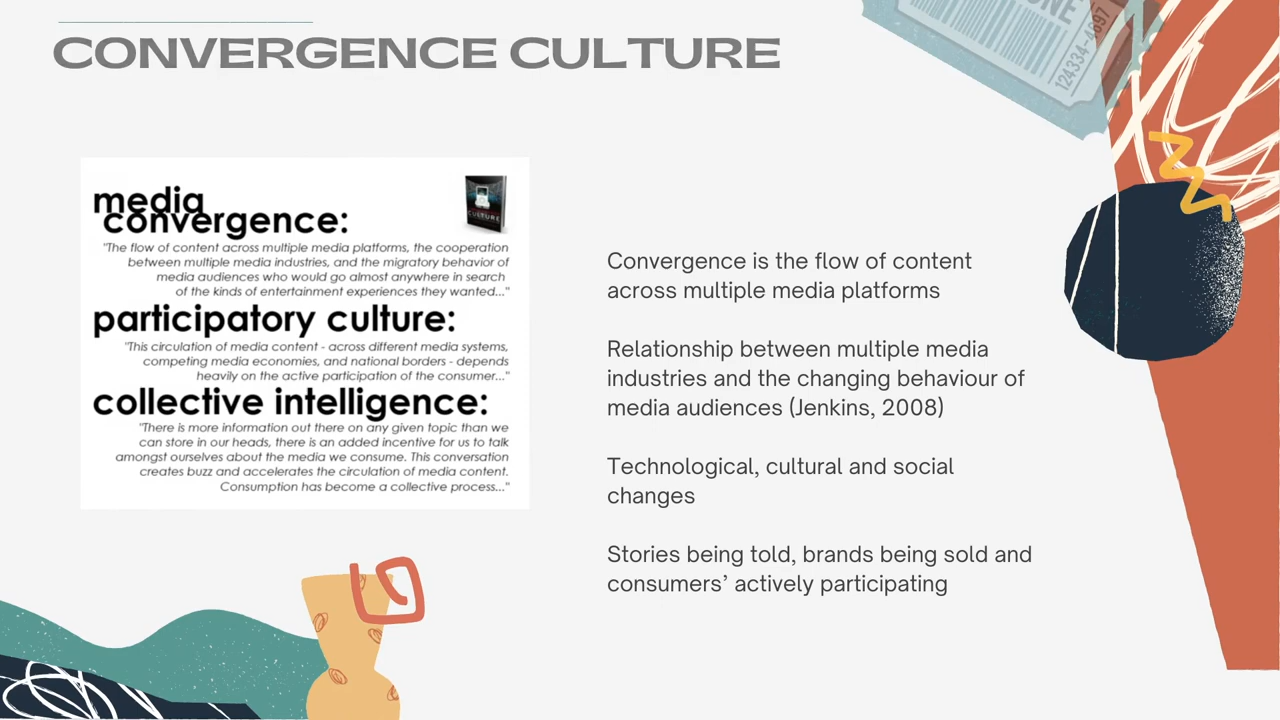 CONVERGENCE CULTURE
124334-4697
media
convergence:
CULTURE
"The flow of content across multiple media platforms, the cooperation
between multiple media industries, and the migratory behavior of
media audiences who would go almost anywhere in search
of the kinds of entertainment experiences they wanted..."
participatory culture:
"This circulation of media content - across different media systems,
competing media economies, and national borders - depends
heavily on the active participation of the consumer..."
collective intelligence:
"There is more information out there on any given topic than we
can store in our heads, there is an added incentive for us to talk
amongst ourselves about the media we consume. This conversation
creates buzz and accelerates the circulation of media content.
Consumption has become a collective process..."
Convergence is the flow of content
across multiple media platforms
Relationship between multiple media
industries and the changing behaviour of
media audiences (Jenkins, 2008)
Technological, cultural and social
changes
Stories being told, brands being sold and
consumers’ actively participating